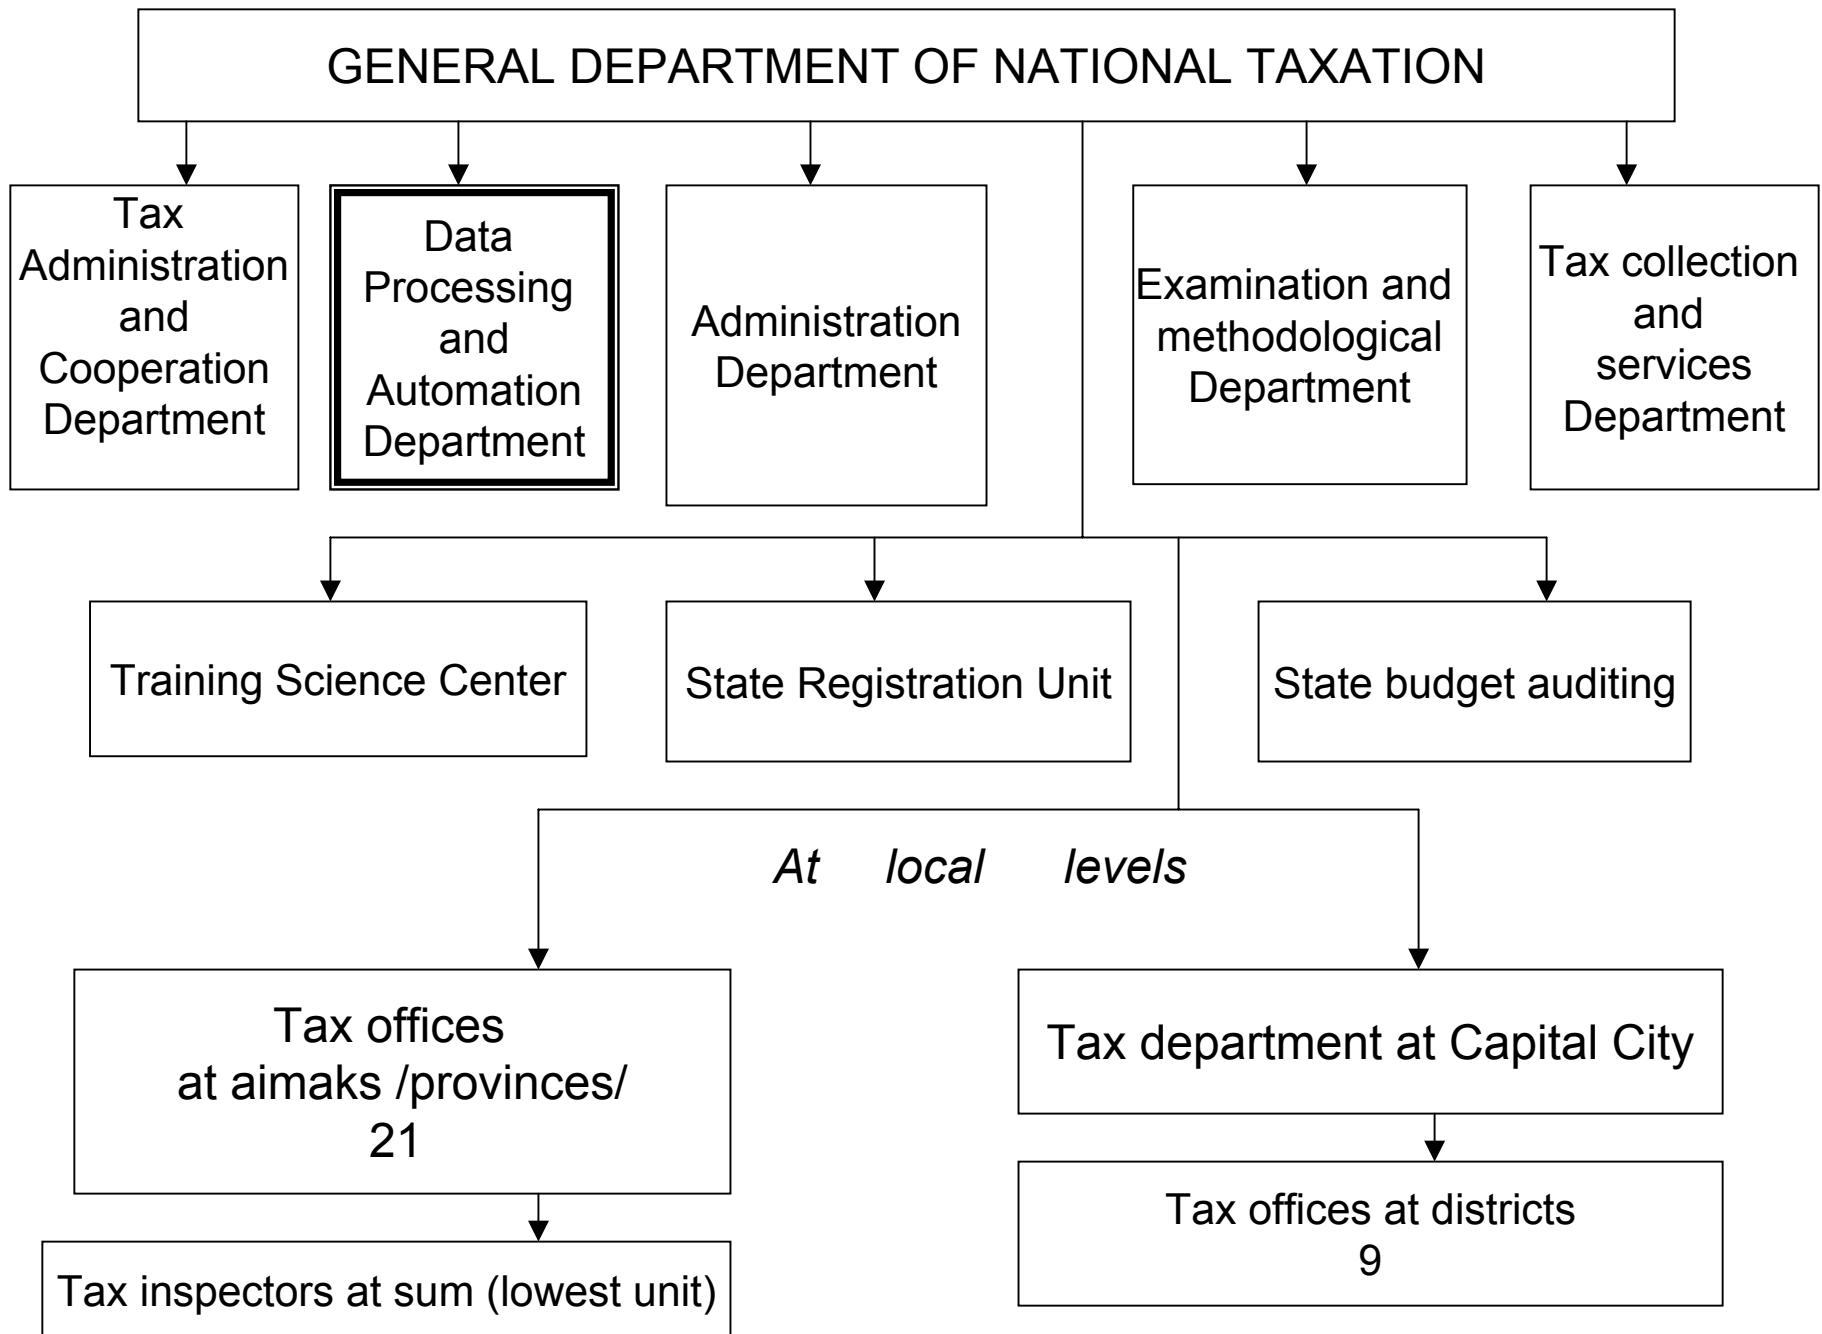 GENERAL DEPARTMENT OF NATIONAL TAXATION
Tax
Administration
and
Cooperation
Department
Data
Processing
and
Automation
Department
Administration
Department
Examination and
methodological
Department
Tax collection
and
services
Department
Training Science Center
State Registration Unit
State budget auditing
At local levels
Tax offices
at aimaks /provinces/
21
Tax department at Capital City
Tax inspectors at sum (lowest unit)
Tax offices at districts
9